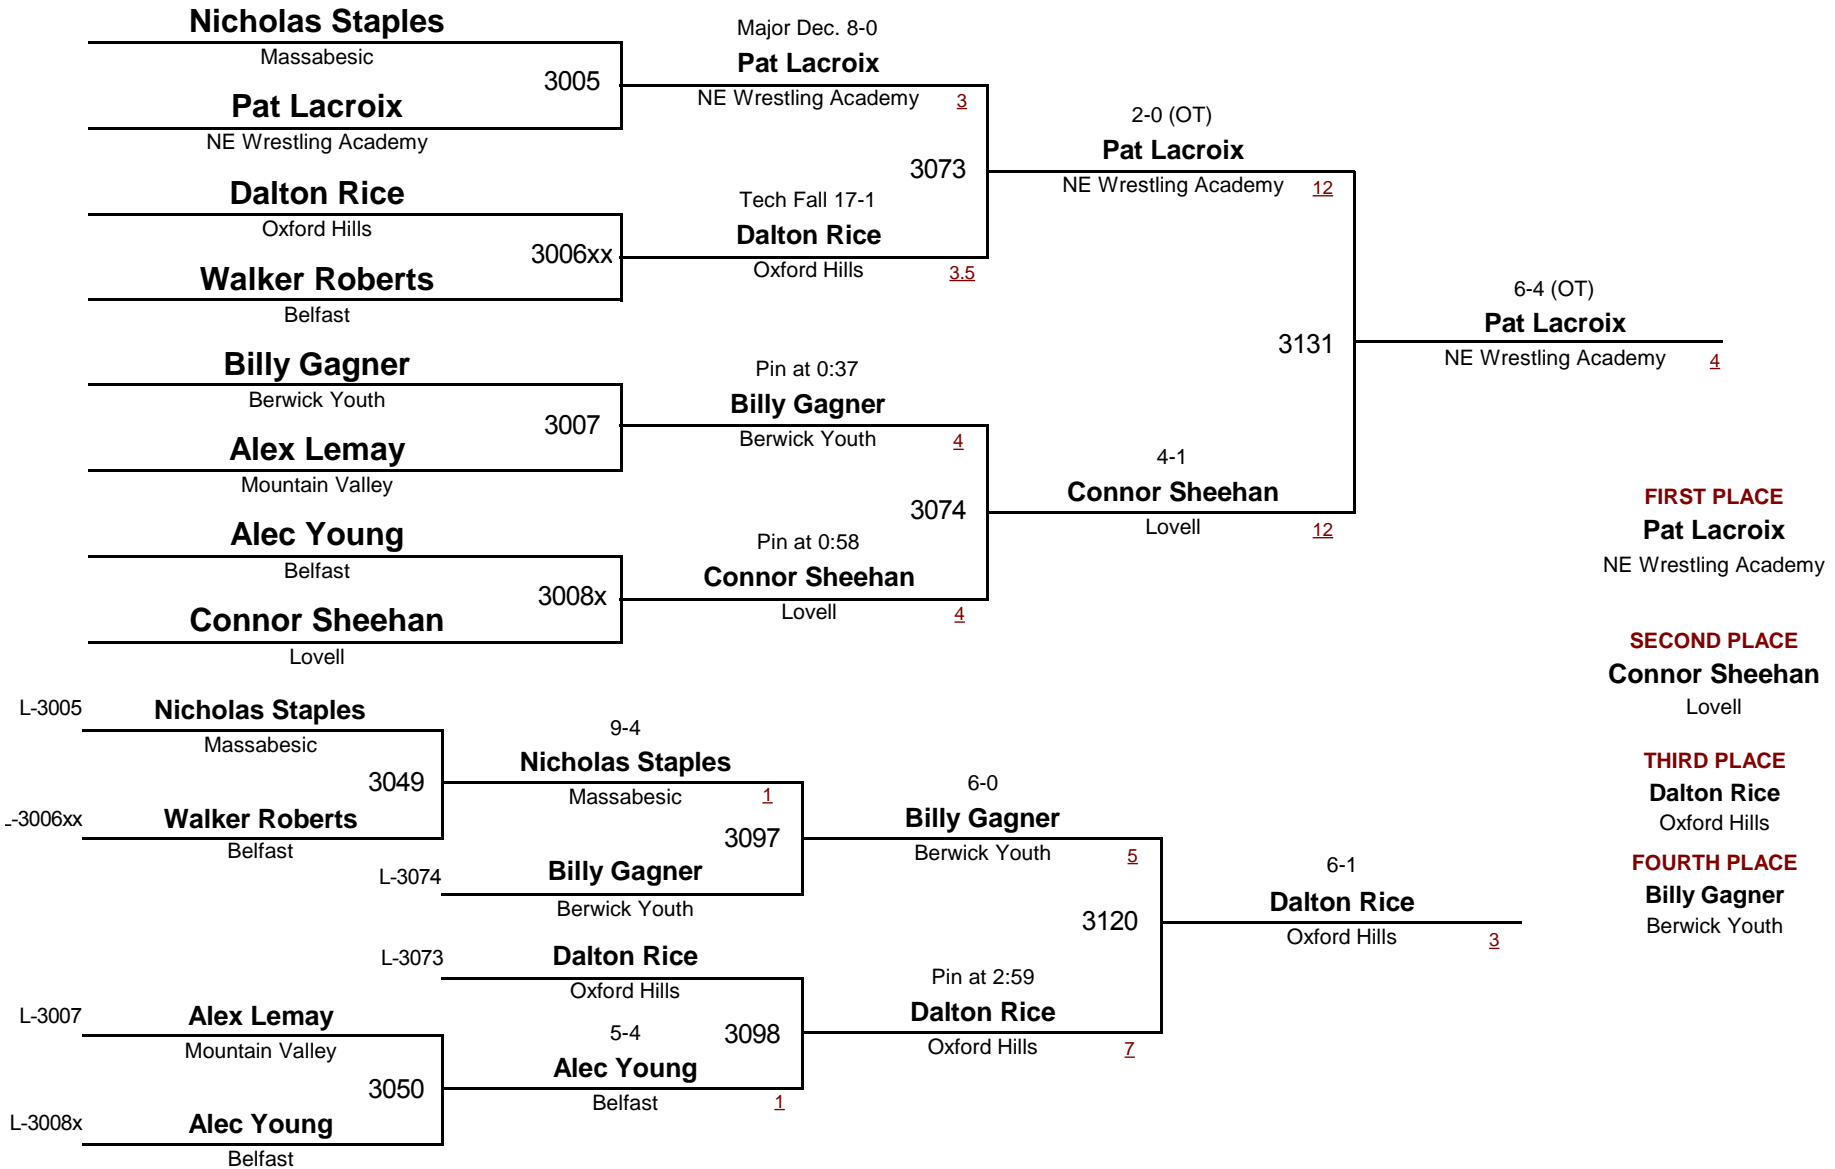 Nicholas Staples
Massabesic
3005
Pat Lacroix
NE Wrestling Academy
Dalton Rice
Oxford Hills
3006xx
Walker Roberts
Belfast
Billy Gagner
Berwick Youth
3007
Alex Lemay
Mountain Valley
Alec Young
Belfast
3008x
Connor Sheehan
Lovell
Major Dec. 8-0
Pat Lacroix
NE Wrestling Academy 3
3073
Tech Fall 17-1
Dalton Rice
Oxford Hills 3.5
Pin at 0:37
Billy Gagner
Berwick Youth 4
3074
Pin at 0:58
Connor Sheehan
Lovell 4
2-0 (OT)
Pat Lacroix
NE Wrestling Academy 12
3131
4-1
Connor Sheehan
Lovell 12
6-4 (OT)
Pat Lacroix
NE Wrestling Academy 4
FIRST PLACE
Pat Lacroix
NE Wrestling Academy
SECOND PLACE
Connor Sheehan
Lovell
THIRD PLACE
Dalton Rice
Oxford Hills
FOURTH PLACE
Billy Gagner
Berwick Youth
L-3005 Nicholas Staples
Massabesic
3049
-3006xx Walker Roberts
Belfast
L-3007 Alex Lemay
Mountain Valley
3050
L-3008x Alec Young
Belfast
9-4
Nicholas Staples
Massabesic 1
3097
L-3074 Billy Gagner
Berwick Youth
L-3073 Dalton Rice
Oxford Hills
5-4 3098
Alec Young
Belfast 1
6-0
Billy Gagner
Berwick Youth 5
3120
Pin at 2:59
Dalton Rice
Oxford Hills 7
6-1
Dalton Rice
Oxford Hills 3